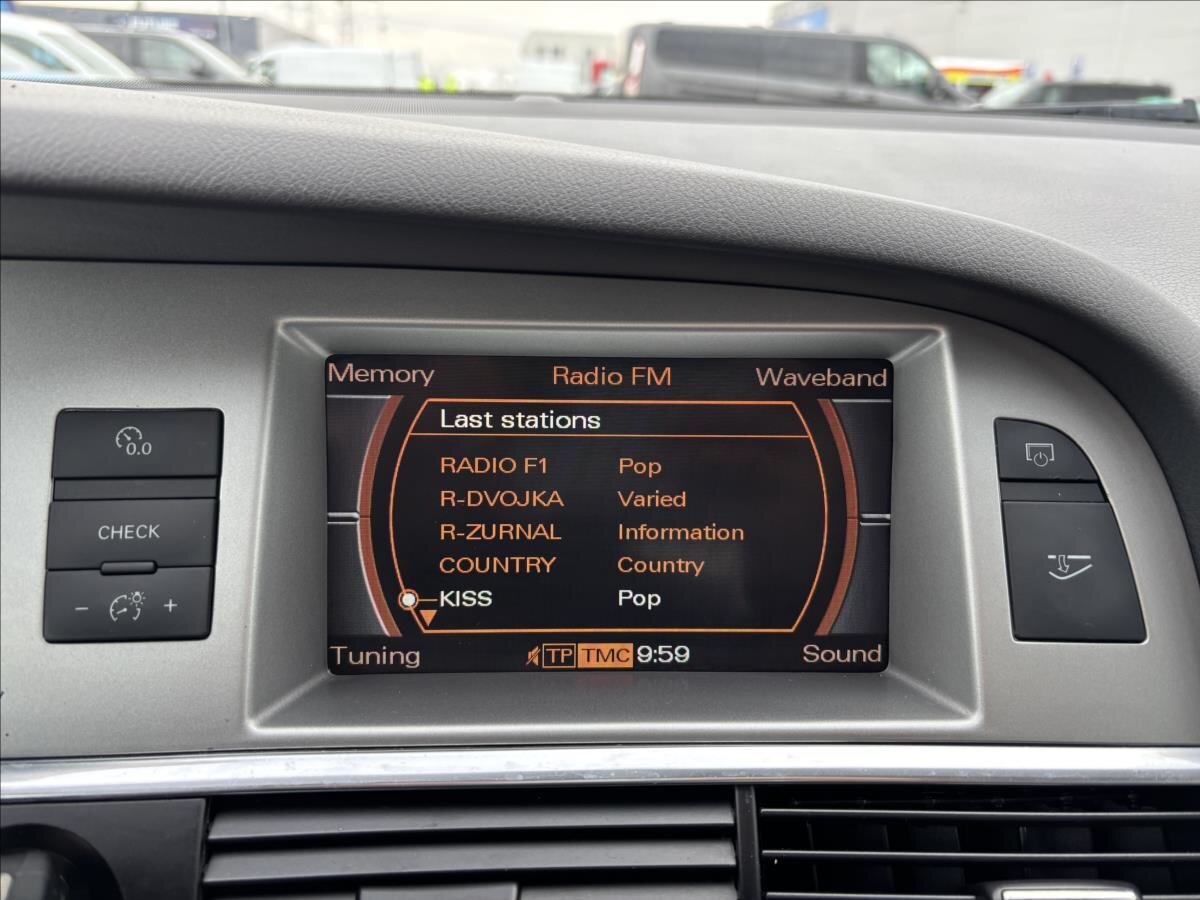 Memory Radio FM Waveband
Last stations
RADIO F1 Pop
R-DVOJKA Varied
R-ZURNAL Information
COUNTRY Country
KISS Pop
Tuning TP TMC 9:59 Sound
0.0
CHECK
- +